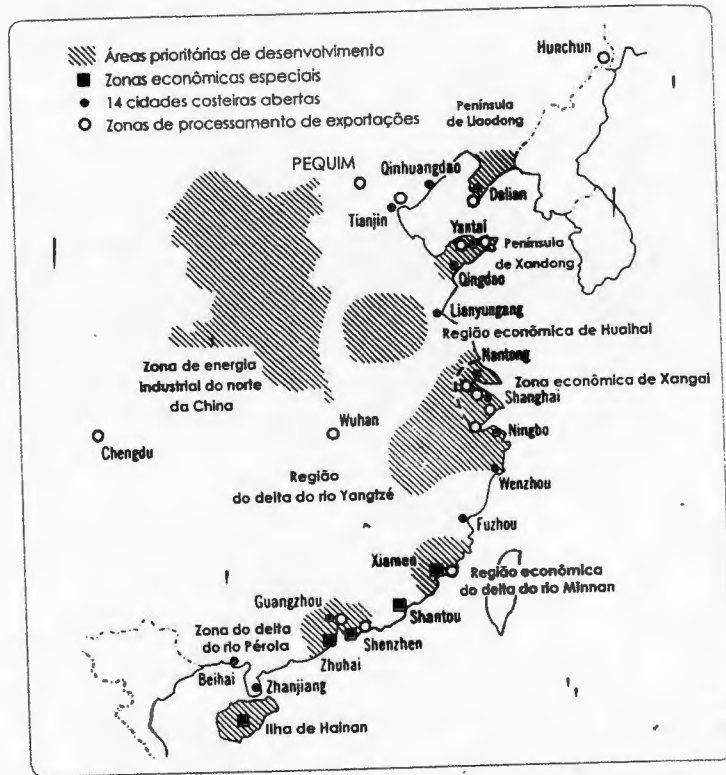 Áreas prioritárias de desenvolvimento
Zonas econômicas especiais
14 cidades costeiras abertas
Zonas de processamento de exportações
Hurchun
Península
de Liaodong
PEQUIM
Qinhuangdao
Dalian
Tianjin
Yantai
Península
de Xandong
Qingdao
Lianyungang
Região econômica de Huaihai
Nantong
Zona de energia
industrial do norte
da China
Zona econômica de Xangai
Shanghai
Wuhan
Chengdu
Ningbo
Região
do delta do rio Yangtzé
Wenzhou
Fuzhou
Xiamen
Região econômica
do delta do rio Minnan
Guangzhou
Shantou
Zona do delta
do rio Pérola
Shenzhen
Zhuhai
Beihai
Zhanjiang
Ilha de Hainan